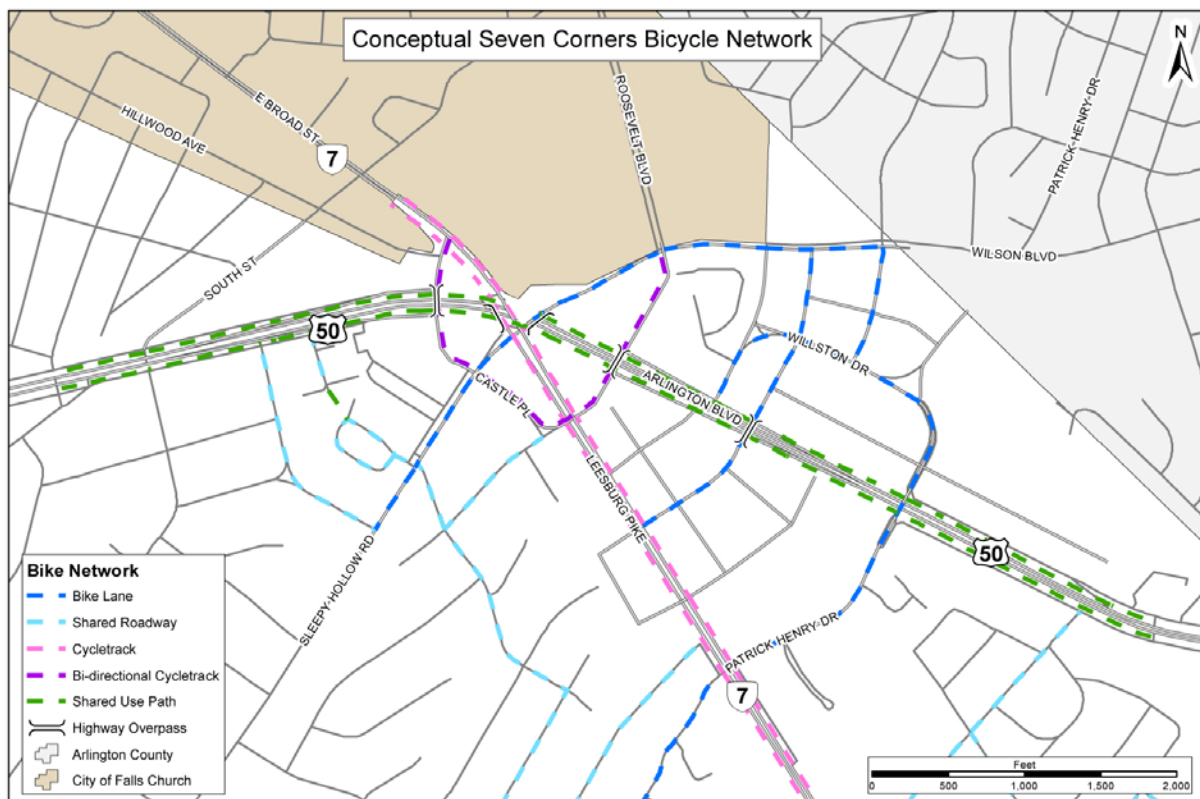 Conceptual Seven Corners Bicycle Network
N
E BROAD ST
HILLWOOD AVE
7
ROOSEVELT BLVD
PATRICK HENRY DR
WILSON BLVD
SOUTH ST
50
WILLSTON DR
CASTLE PL
ARLINGTON BLVD
LEESBURG PIKE
SLEEPY HOLLOW RD
50
PATRICK HENRY DR
7
Bike Network
Bike Lane
Shared Roadway
Cycletrack
Bi-directional Cycletrack
Shared Use Path
Highway Overpass
Arlington County
City of Falls Church
Feet
0 500 1,000 1,500 2,000